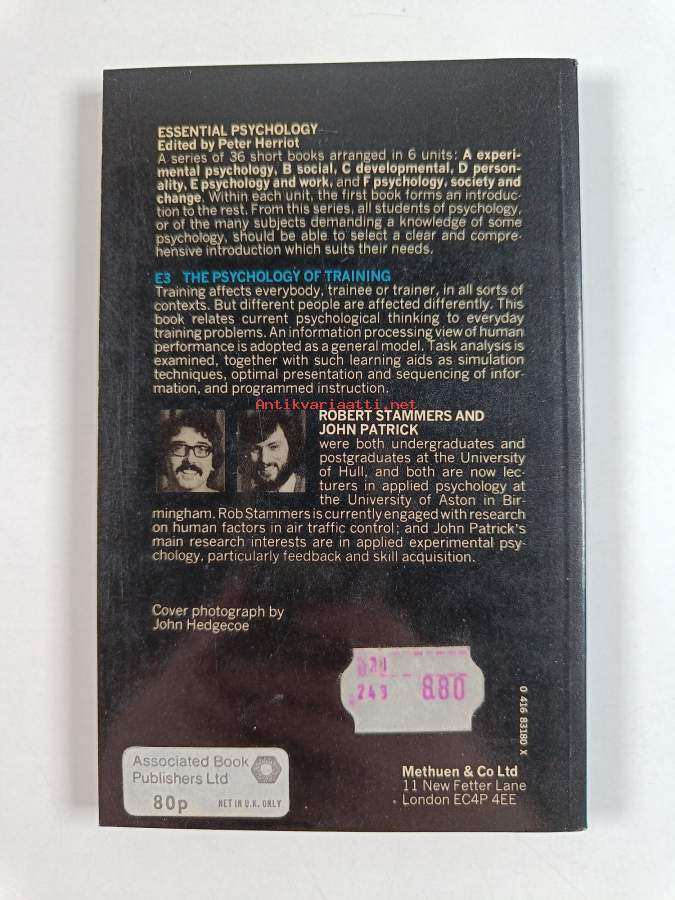 ESSENTIAL PSYCHOLOGY
Edited by Peter Herriot
A series of 36 short books arranged in 6 units: A experi-
mental psychology, B social, C developmental, D person-
ality, E psychology and work, and F psychology, society and
change. Within each unit, the first book forms an introduc-
tion to the rest. From this series, all students of psychology,
or of the many subjects demanding a knowledge of some
psychology, should be able to select a clear and compre-
hensive introduction which suits their needs.
E3 THE PSYCHOLOGY OF TRAINING
Training affects everybody, trainee or trainer, in all sorts of
contexts. But different people are affected differently. This
book relates current psychological thinking to everyday
training problems. An information processing view of human
performance is adopted as a general model. Task analysis is
examined, together with such learning aids as simulation
techniques, optimal presentation and sequencing of infor-
mation, and programmed instruction.
Antikvariaatti.net
ROBERT STAMMERS AND
JOHN PATRICK
were both undergraduates and
postgraduates at the University
of Hull, and both are now lec-
turers in applied psychology at
the University of Aston in Bir-
mingham. Rob Stammers is currently engaged with research
on human factors in air traffic control; and John Patrick's
main research interests are in applied experimental psy-
chology, particularly feedback and skill acquisition.
Cover photograph by
John Hedgecoe
243 8.80
0 416 83180 X
Associated Book
Publishers Ltd
80p NET IN U.K. ONLY
Methuen & Co Ltd
11 New Fetter Lane
London EC4P 4EE